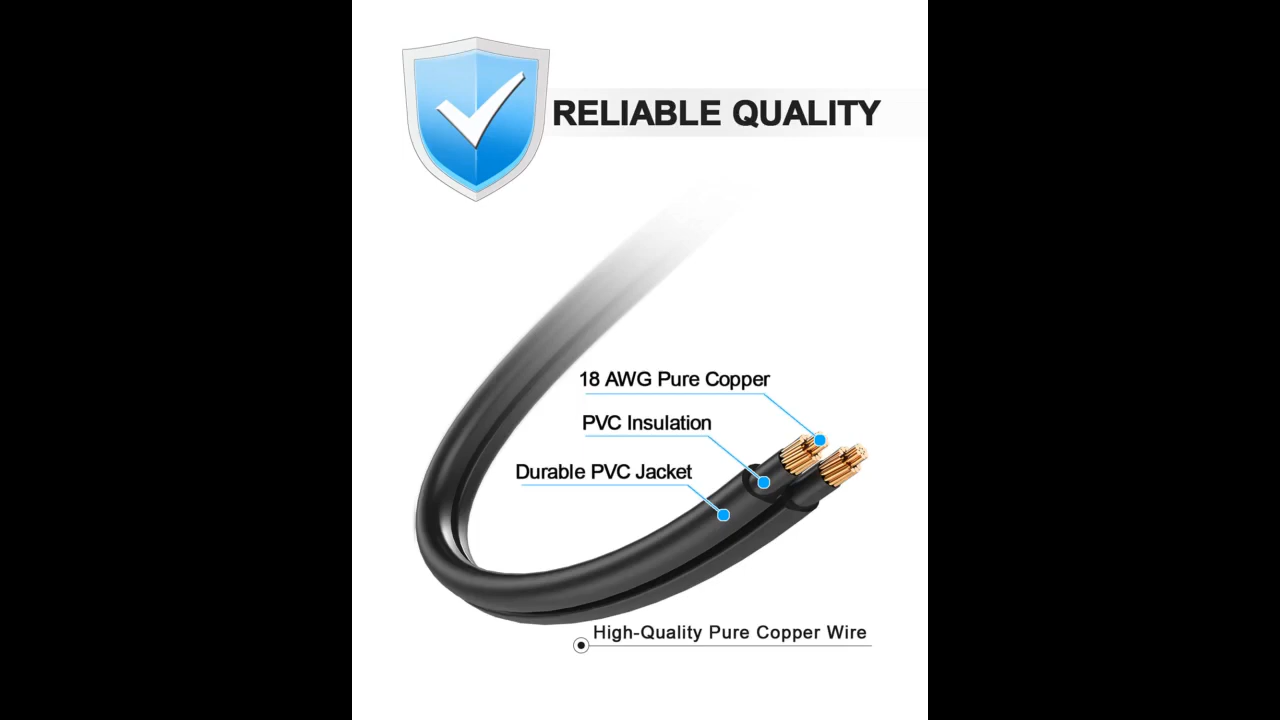 RELIABLE QUALITY
18 AWG Pure Copper
PVC Insulation
Durable PVC Jacket
High-Quality Pure Copper Wire